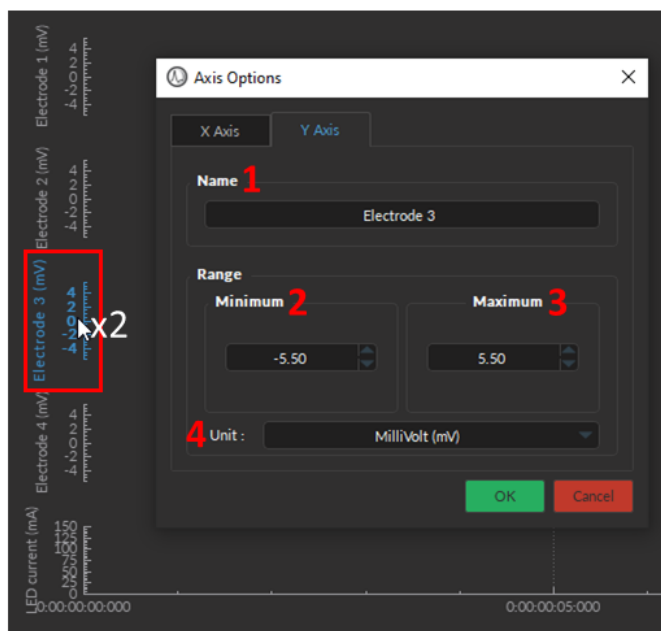 Electrode 1 (mV)
4
2
0
-2
-4
Electrode 2 (mV)
4
2
0
-2
-4
Electrode 3 (mV)
4
2
0
-2
-4
x2
Electrode 4 (mV)
4
2
0
-2
-4
LED current (mA)
150
125
100
75
50
25
0
0:00:00:00:000
0:00:00:05:000
Axis Options
X Axis
Y Axis
Name 1
Electrode 3
Range
Minimum 2
Maximum 3
-5.50
5.50
4 Unit :
MilliVolt (mV)
OK
Cancel